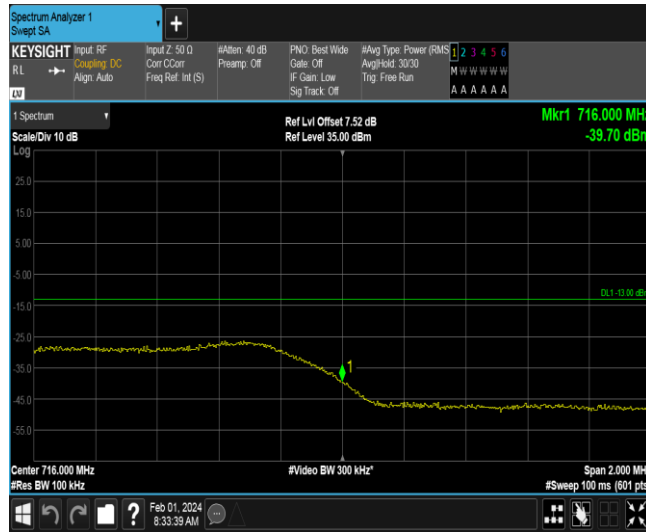 Spectrum Analyzer 1
Swept SA
KEYSIGHT Input: RF Input Z: 50 Ω #Atten: 40 dB PNO: Best Wide #Avg Type: Power (RMS 1 2 3 4 5 6
RL Coupling: DC Corr CCorr Preamp: Off Gate: Off Avg|Hold: 30/30 M W W W W W
Align: Auto Freq Ref: Int (S) IF Gain: Low Trig: Free Run
LXI Sig Track: Off A A A A A A
1 Spectrum Ref Lvl Offset 7.52 dB Mkr1 716.000 MHz
Scale/Div 10 dB Ref Level 35.00 dBm -39.70 dBm
Log
25.0
15.0
5.00
-5.00
DL1 -13.00 dBm
-15.0
-25.0
-35.0
1
-45.0
-55.0
Center 716.000 MHz #Video BW 300 kHz* Span 2.000 MHz
#Res BW 100 kHz #Sweep 100 ms (601 pts
? Feb 01, 2024
8:33:39 AM